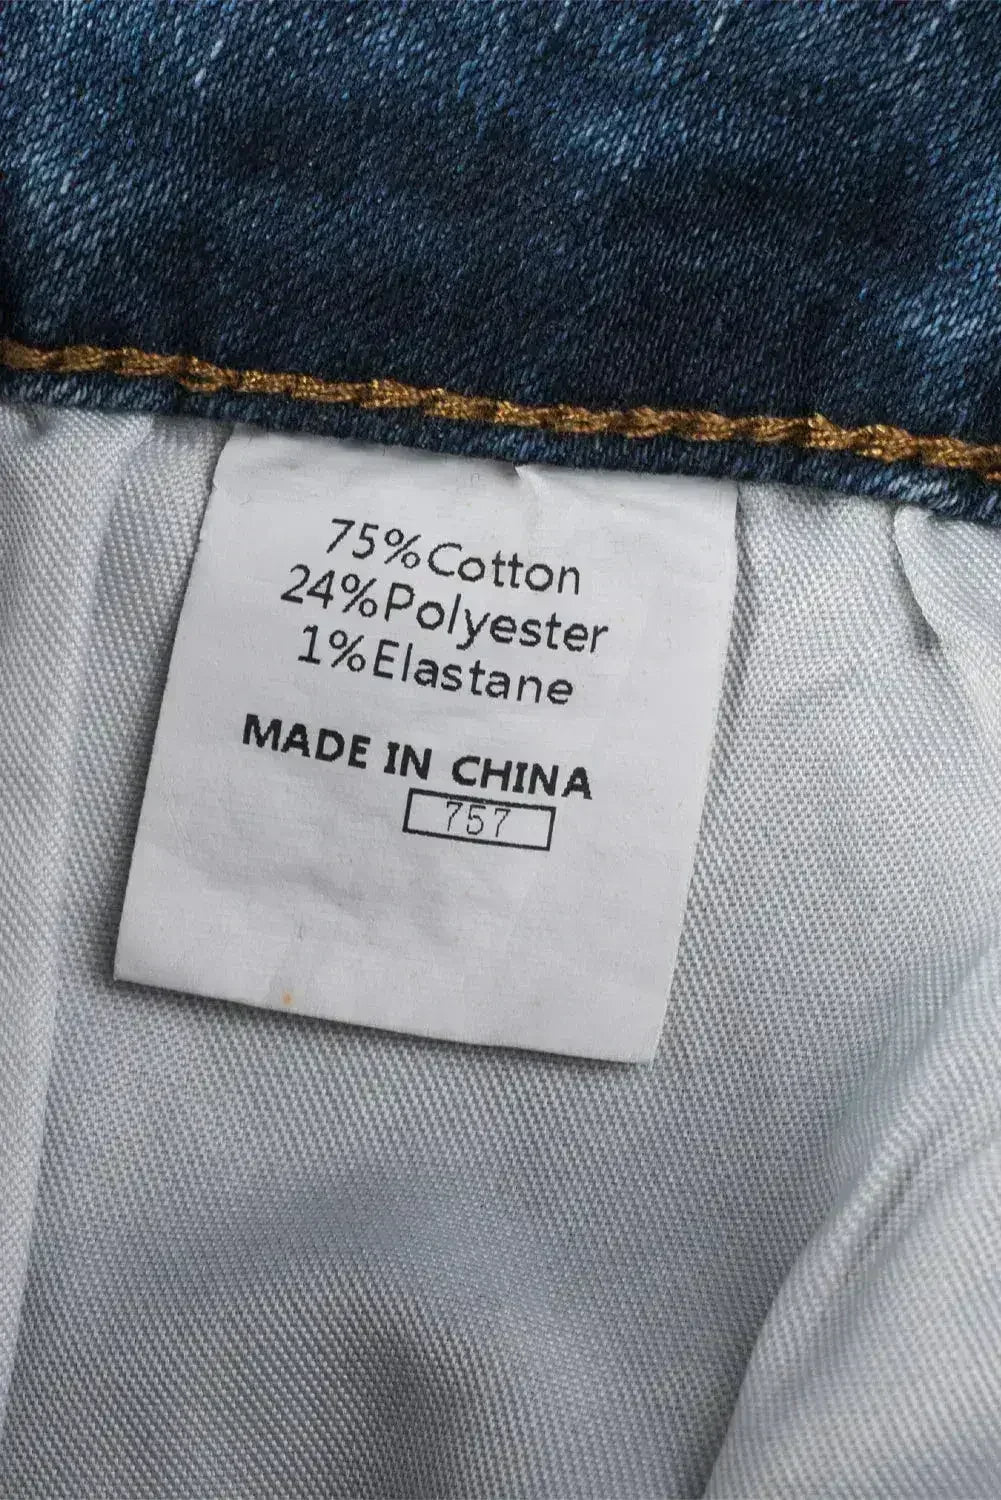 75%Cotton
24%Polyester
1%Elastane
MADE IN CHINA
757